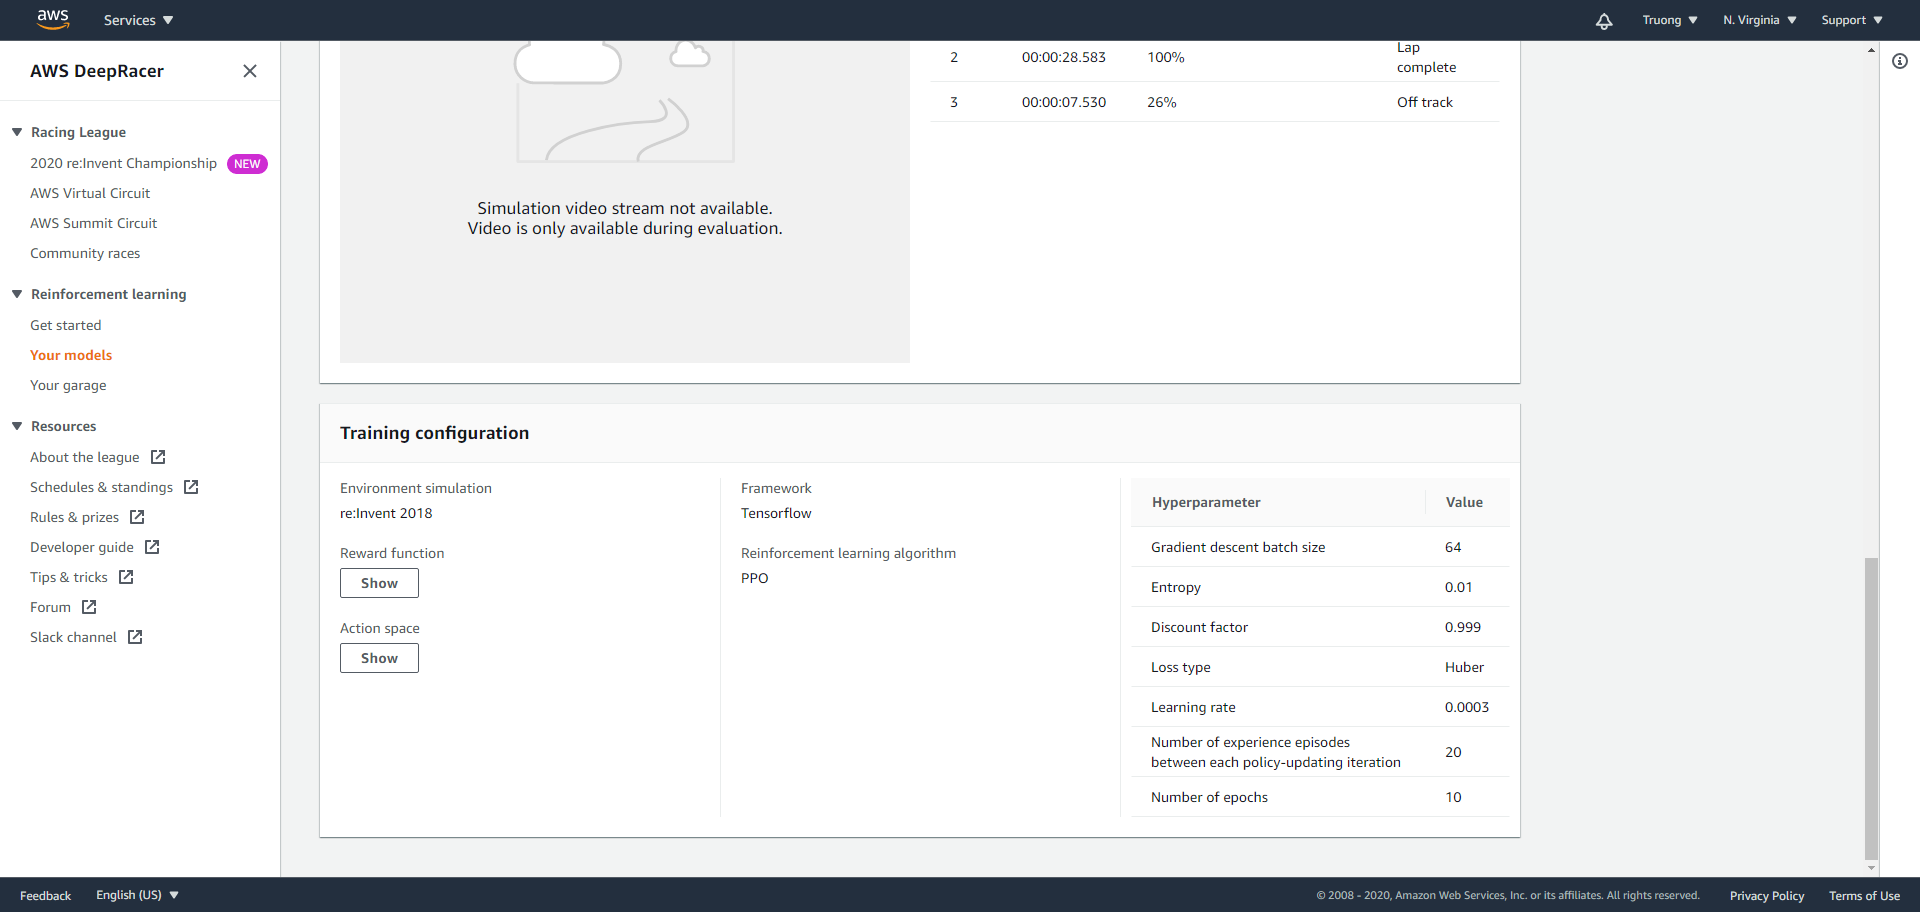 aws
Services
Truong
N. Virginia
Support
AWS DeepRacer
Racing League
2020 re:Invent Championship NEW
AWS Virtual Circuit
AWS Summit Circuit
Community races
Reinforcement learning
Get started
Your models
Your garage
Resources
About the league
Schedules & standings
Rules & prizes
Developer guide
Tips & tricks
Forum
Slack channel
Simulation video stream not available.
Video is only available during evaluation.
2 00:00:28.583 100% Lap
complete
3 00:00:07.530 26% Off track
Training configuration
Environment simulation
re:Invent 2018
Reward function
Show
Action space
Show
Framework
Tensorflow
Reinforcement learning algorithm
PPO
Hyperparameter Value
Gradient descent batch size 64
Entropy 0.01
Discount factor 0.999
Loss type Huber
Learning rate 0.0003
Number of experience episodes
between each policy-updating iteration 20
Number of epochs 10
Feedback
English (US)
© 2008 - 2020, Amazon Web Services, Inc. or its affiliates. All rights reserved.
Privacy Policy
Terms of Use